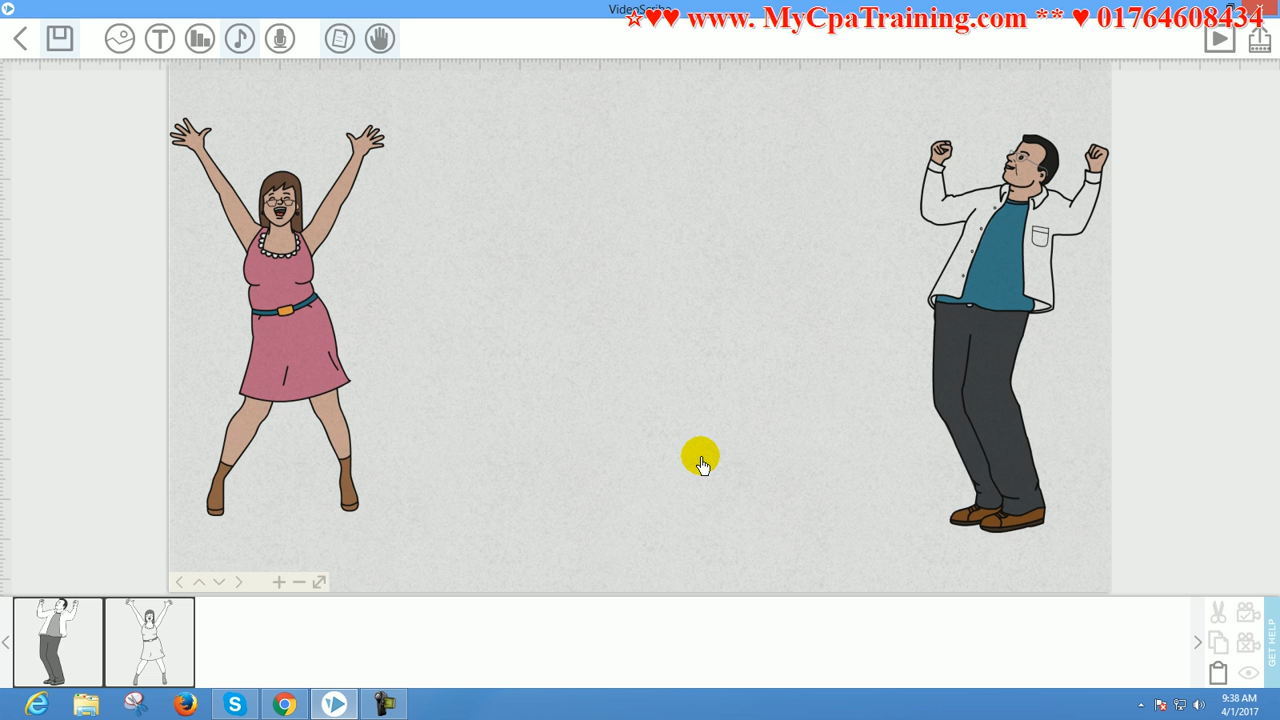 VideoScribe
☆♥♥ www. MyCpaTraining.com ** ♥ 01764608434
T
GET HELP
S
9:38 AM
4/1/2017